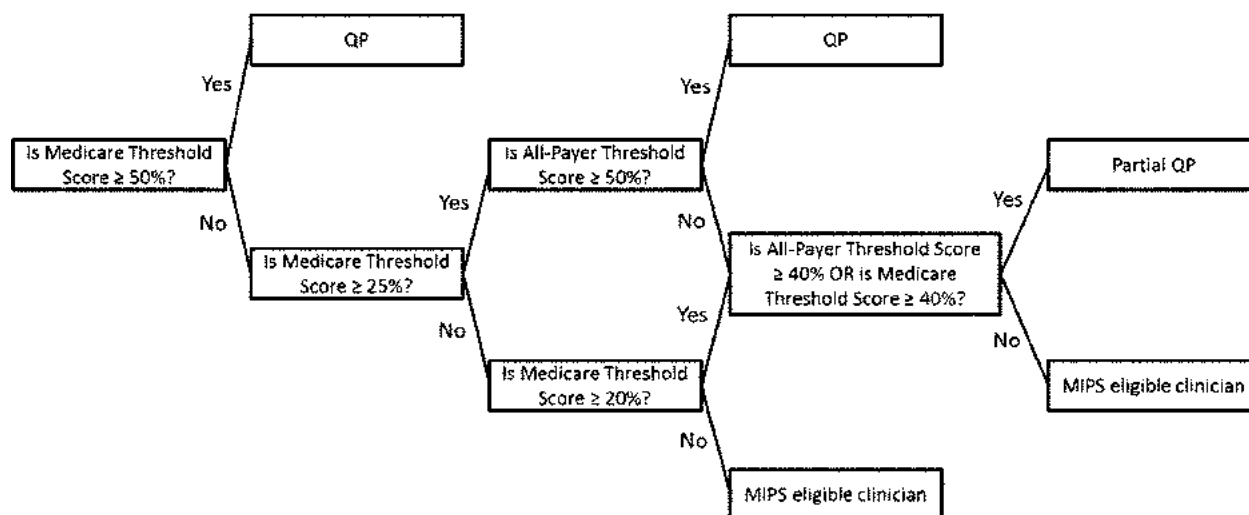 QP
QP
Yes
Yes
Is Medicare Threshold
Score ≥ 50%?
Is All-Payer Threshold
Score ≥ 50%?
Partial QP
Yes
Yes
No
No
Is Medicare Threshold
Score ≥ 25%?
Is All-Payer Threshold Score
≥ 40% OR is Medicare
Threshold Score ≥ 40%?
Yes
No
No
Is Medicare Threshold
Score ≥ 20%?
MIPS eligible clinician
No
MIPS eligible clinician